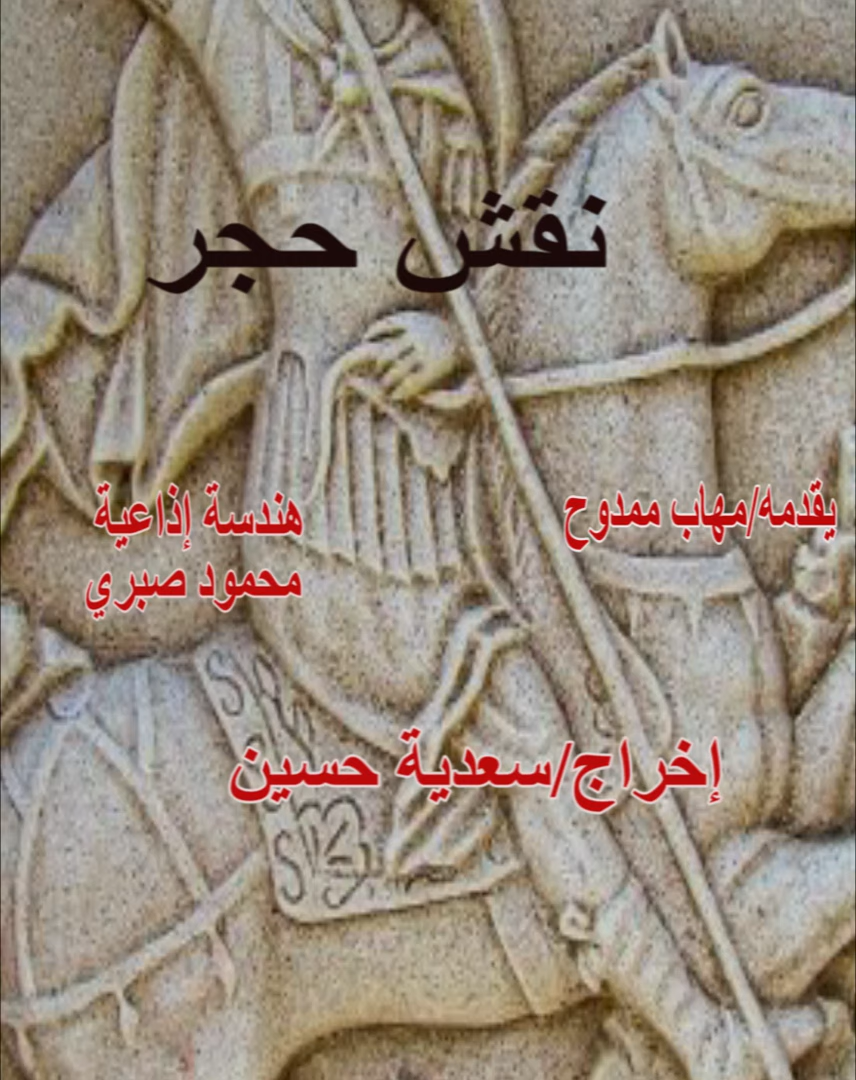 نقش حجر
يقدمه/مهاب ممدوح
هندسة إذاعية
محمود صبري
إخراج/سعدية حسين